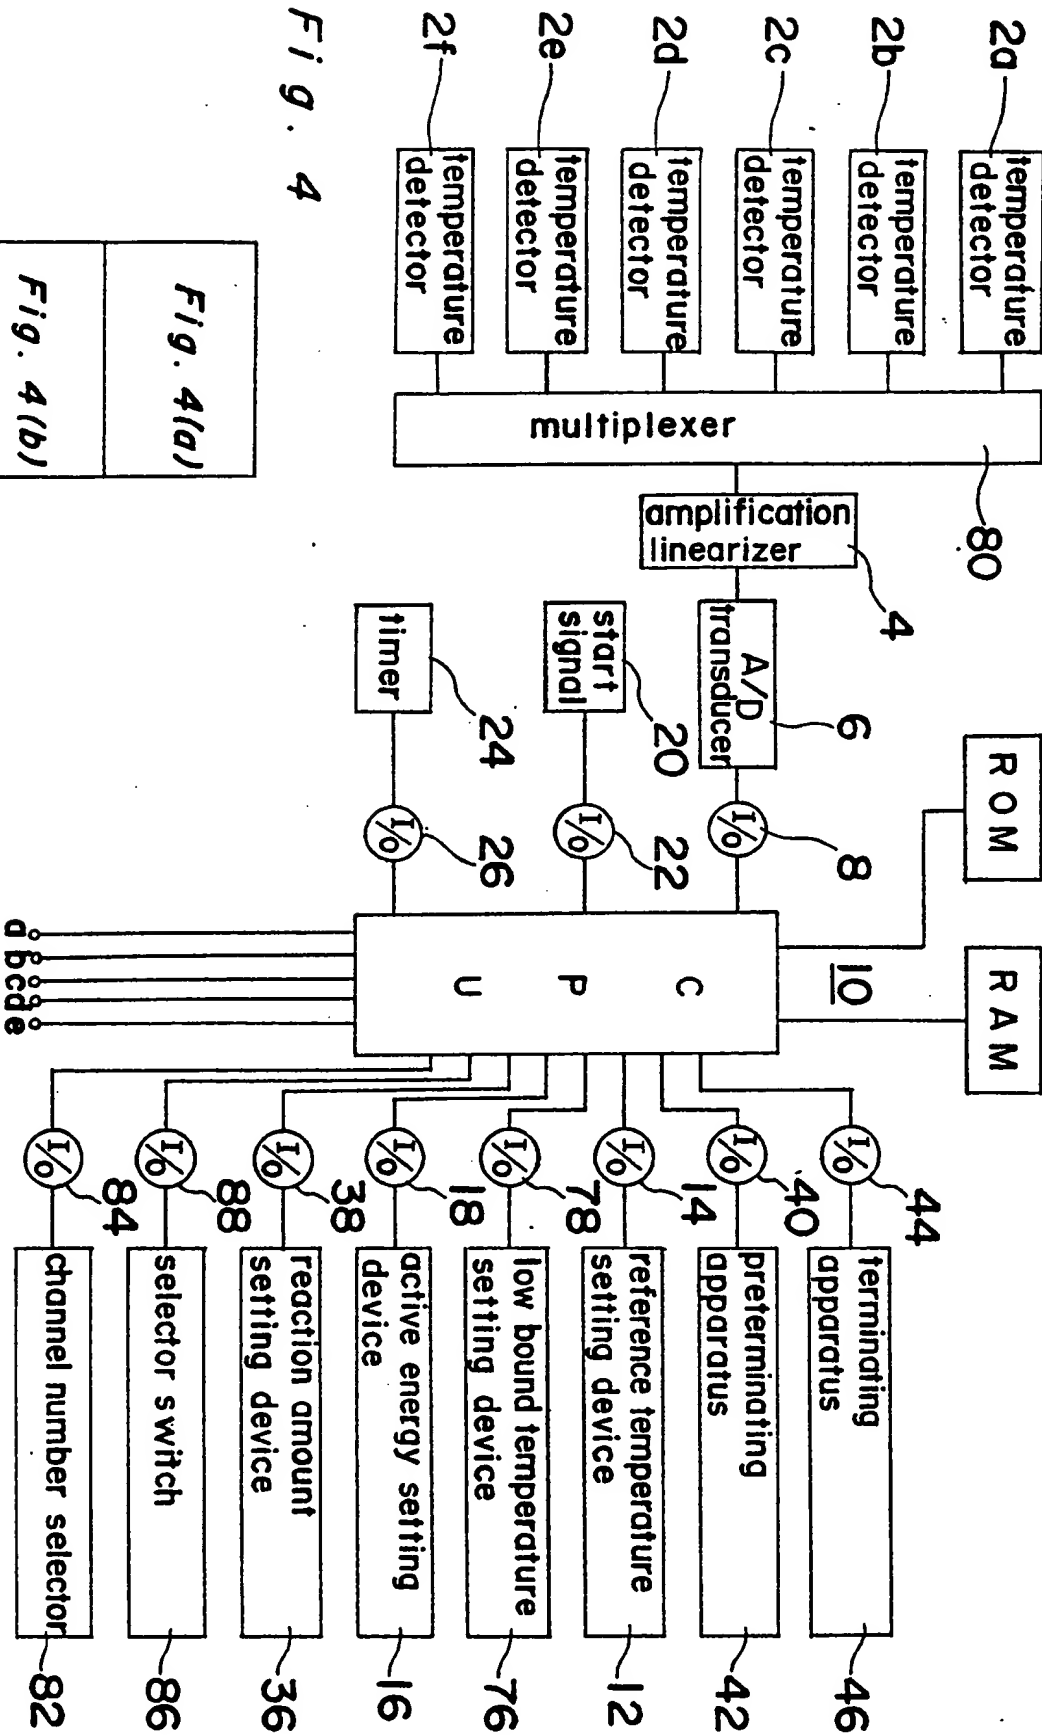 Fig. 4
2a
temperature
detector
2b
temperature
detector
2c
temperature
detector
2d
temperature
detector
2e
temperature
detector
2f
temperature
detector
multiplexer
80
amplification
linearizer
4
A/D
transducer
6
I/O
8
start
signal
20
I/O
22
timer
24
I/O
26
ROM
RAM
10
CPU
a
b
c
d
e
I/O
44
terminating
apparatus
46
I/O
40
preterminating
apparatus
42
I/O
14
reference temperature
setting device
12
I/O
78
low bound temperature
setting device
76
I/O
18
active energy setting
device
16
I/O
38
reaction amount
setting device
36
I/O
88
selector switch
86
I/O
84
channel number selector
82
Fig. 4(a)
Fig. 4(b)